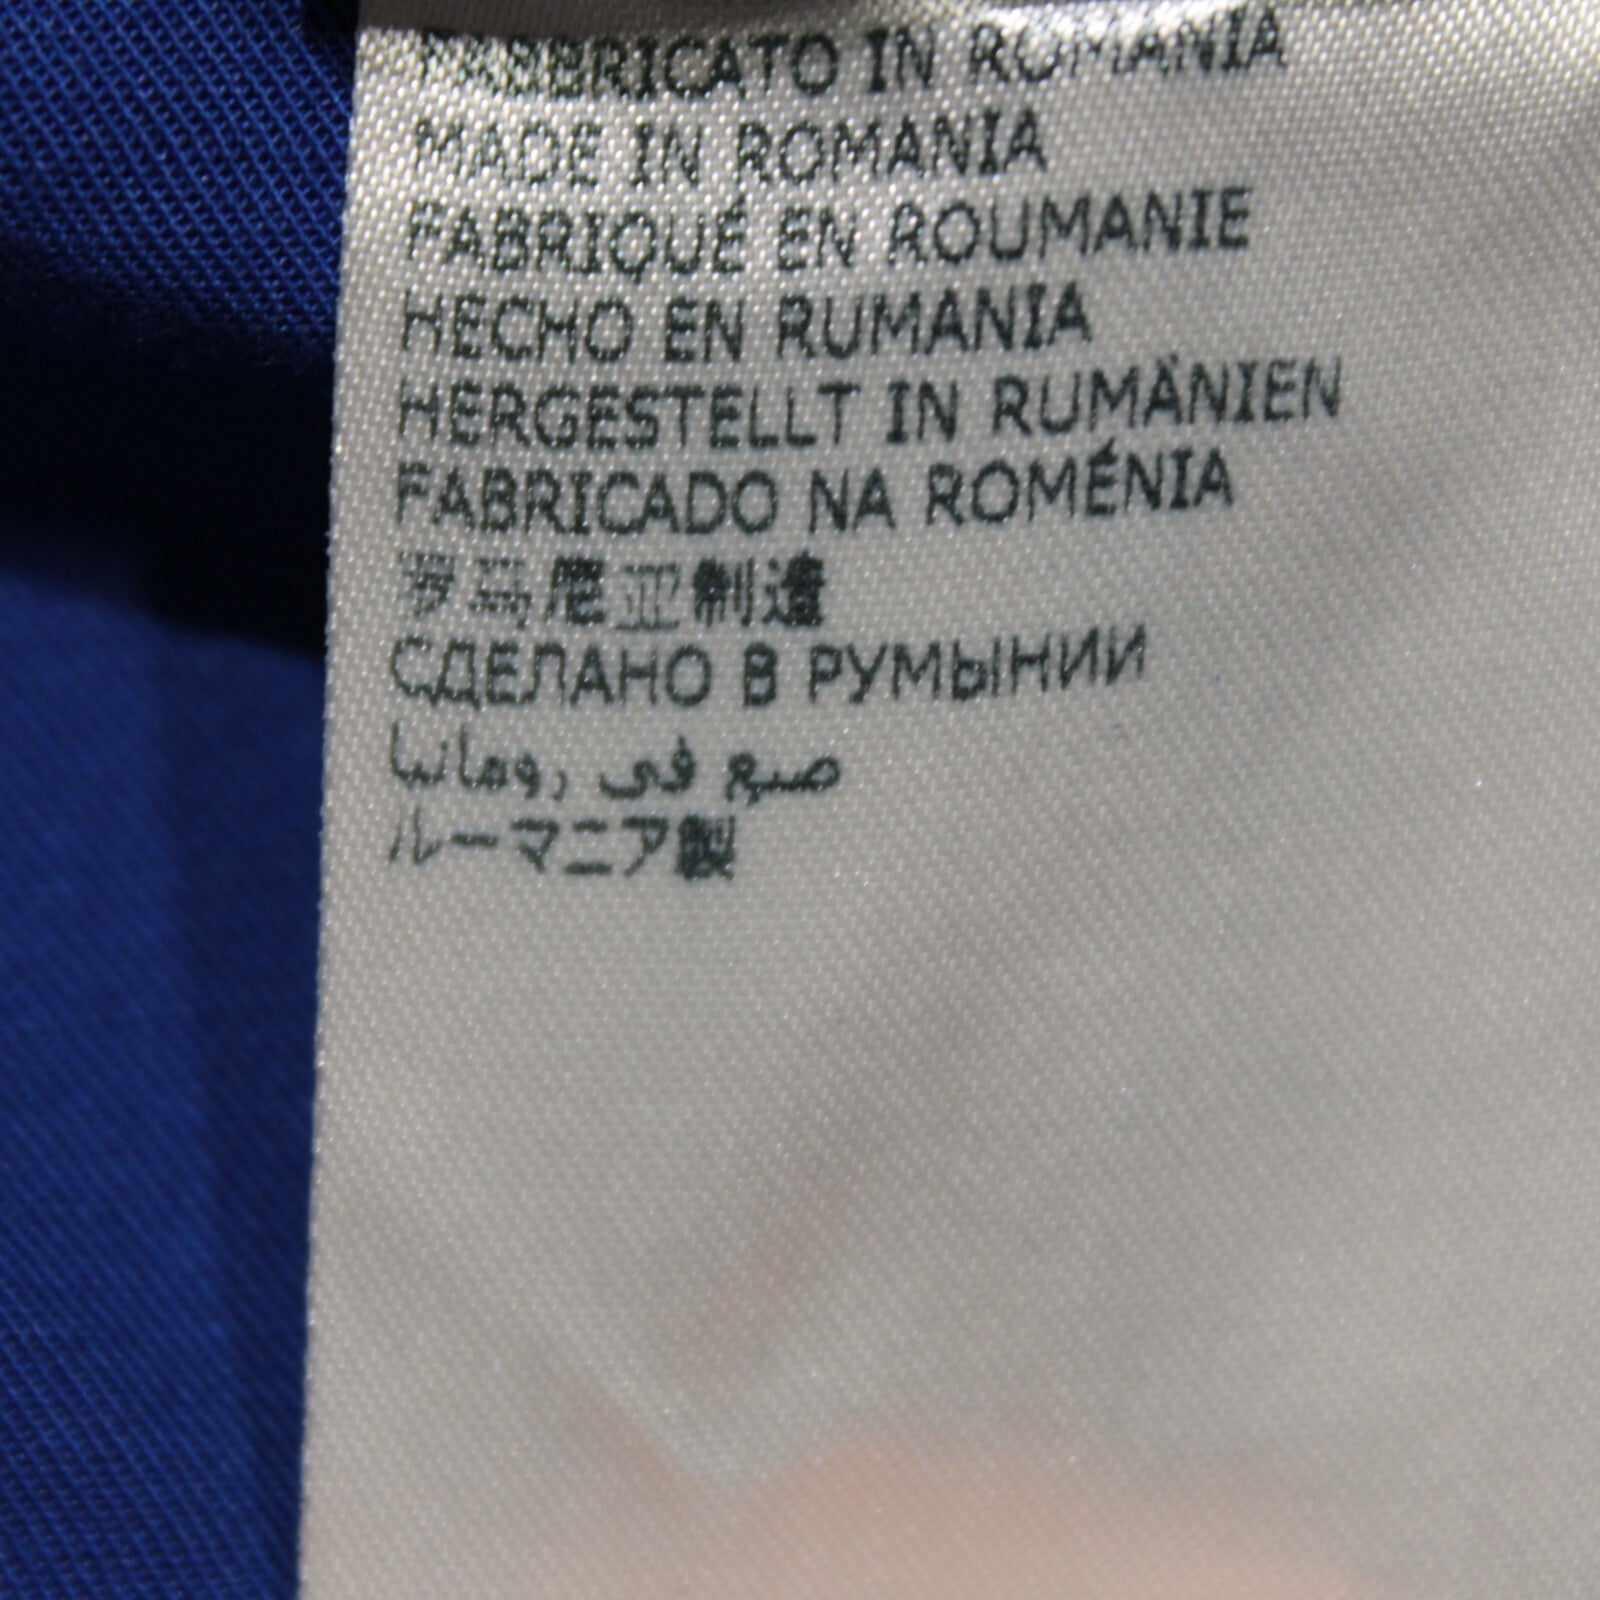 FABBRICATO IN ROMANIA
MADE IN ROMANIA
FABRIQUÉ EN ROUMANIE
HECHO EN RUMANIA
HERGESTELLT IN RUMÄNIEN
FABRICADO NA ROMÉNIA
罗马尼亚制造
СДЕЛАНО В РУМЫНИИ
صنع في رومانيا
ルーマニア製